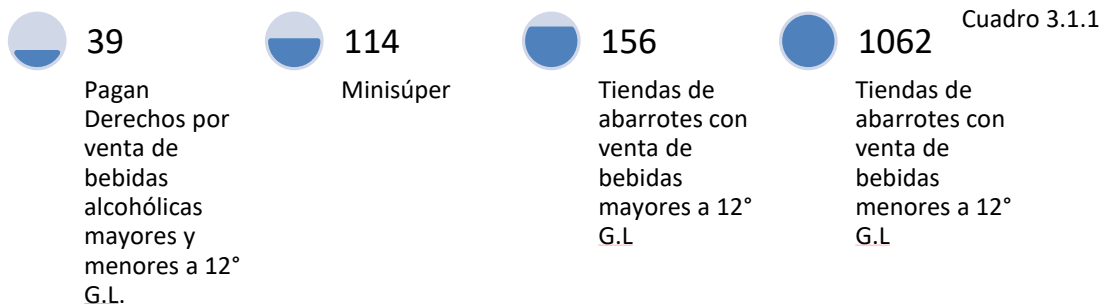 Cuadro 3.1.1
39
Pagan
Derechos por
venta de
bebidas
alcohólicas
mayores y
menores a 12°
G.L.
114
Minisúper
156
Tiendas de
abarrotes con
venta de
bebidas
mayores a 12°
G.L
1062
Tiendas de
abarrotes con
venta de
bebidas
menores a 12°
G.L